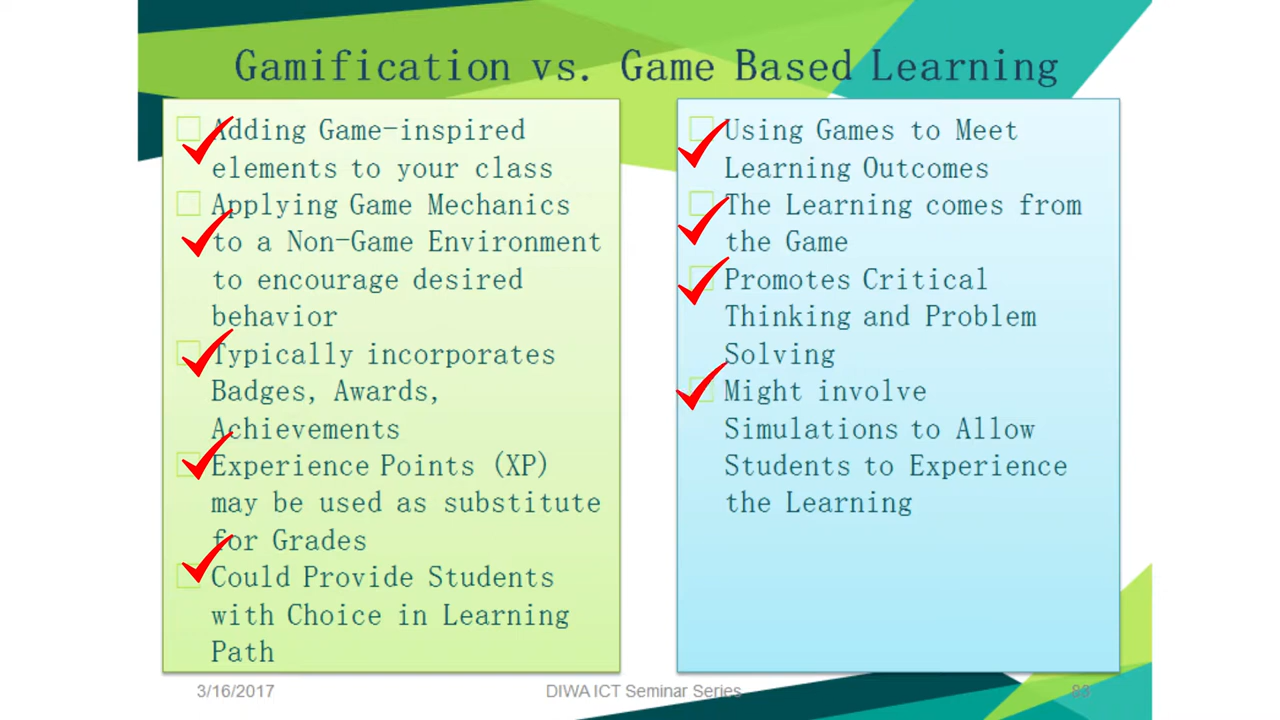 Gamification vs. Game Based Learning
Adding Game-inspired
elements to your class
Applying Game Mechanics
to a Non-Game Environment
to encourage desired
behavior
Typically incorporates
Badges, Awards,
Achievements
Experience Points (XP)
may be used as substitute
for Grades
Could Provide Students
with Choice in Learning
Path
Using Games to Meet
Learning Outcomes
The Learning comes from
the Game
Promotes Critical
Thinking and Problem
Solving
Might involve
Simulations to Allow
Students to Experience
the Learning
3/16/2017
DIWA ICT Seminar Series
83